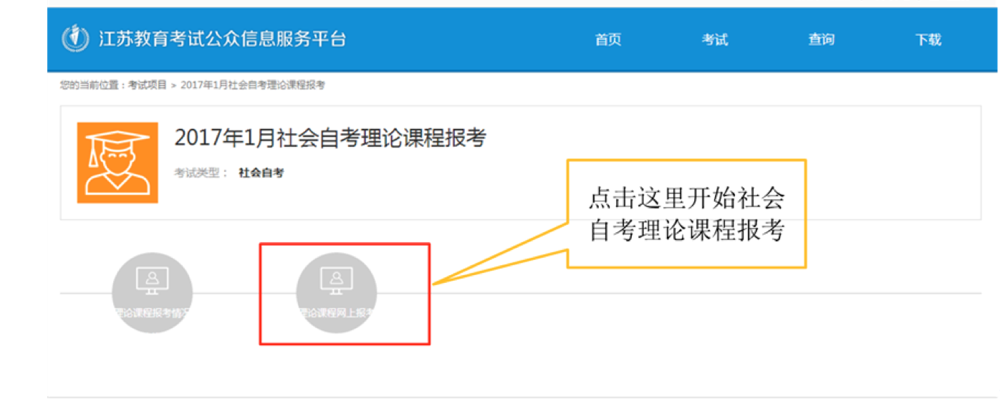 江苏教育考试公众信息服务平台
首页
考试
查询
下载
您的当前位置：考试项目 > 2017年1月社会自考理论课程报考
2017年1月社会自考理论课程报考
考试类型： 社会自考
点击这里开始社会
自考理论课程报考
理论课程报考情况
理论课程网上报考